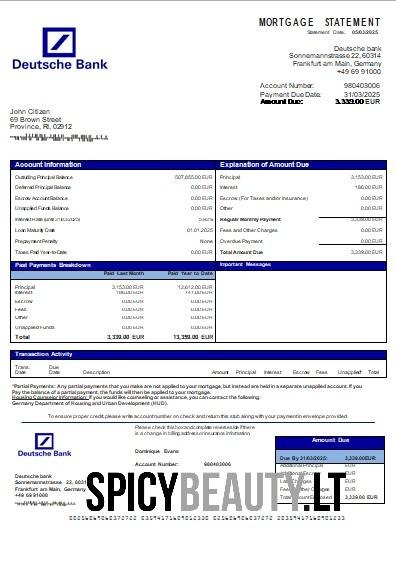 MORTGAGE STATEMENT
Statement Date: 05/03/2025
Deutsche Bank
Deutsche bank
Sonnemannstrasse 22, 60314
Frankfurt am Main, Germany
+49 69 91000
Account Number: 980403006
Payment Due Date: 31/03/2025
Amount Due: 3,339.00 EUR
John Citizen
69 Brown Street
Province, RI, 02912
Account Information
Outstanding Principal Balance 507,655.00 EUR
Deferred Principal Balance 0.00 EUR
Escrow Account Balance 0.00 EUR
Unapplied Funds Balance 0.00 EUR
Interest Rate (until 31/12/2025)
Loan Maturity Date 01.01.2025
Prepayment Penalty None
Taxes Paid Year-to-Date 0.00 EUR
Explanation of Amount Due
Principal 3,153.00 EUR
Interest 186.00 EUR
Escrow (For Taxes and/or Insurance) 0.00 EUR
Other 0.00 EUR
Regular Monthly Payment 3,339.00 EUR
Fees and Other Charges 0.00 EUR
Overdue Payment 0.00 EUR
Total Amount Due 3,339.00 EUR
Past Payments Breakdown
Paid Last Month Paid Year to Date
Principal 3,153.00 EUR 12,612.00 EUR
Interest 186.00 EUR 747.00 EUR
Escrow 0.00 EUR 0.00 EUR
Fees 0.00 EUR 0.00 EUR
Other 0.00 EUR 0.00 EUR
Unapplied Funds 0.00 EUR 0.00 EUR
Total 3,339.00 EUR 13,359.00 EUR
Important Messages
Transaction Activity
Trans. Date Due Date Description Amount Principal Interest Escrow Fees Unapplied* Total
*Partial Payments: Any partial payments that you make are not applied to your mortgage, but instead are held in a separate unapplied account. If you
Pay the balance of a partial payment, the funds will then be applied to your mortgage.
Housing Counselor Information: If you would like counseling or assistance, you can contact the following:
Germany Department of Housing and Urban Development (HUD).
To ensure proper credit, please write account number on check and return this stub along with your payment in envelope provided.
Please check this box and complete reverse side if there
is a change in billing address or insurance information.
Deutsche Bank
Dominique Evans
Account Number: 980403006
Deutsche bank
Sonnemannstrasse 22, 603
Frankfurt am Main, Ger
+49 69 91000
Amount Due
Due By 31/03/2025: 3,339.00 EUR
Additional Principal
3,339.00 EUR
SPICYBEAUTY.LT